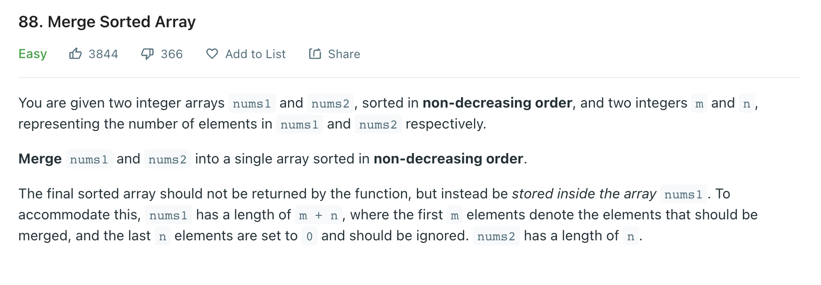 88. Merge Sorted Array
Easy 3844 366 Add to List Share
You are given two integer arrays nums1 and nums2, sorted in non-decreasing order, and two integers m and n,
representing the number of elements in nums1 and nums2 respectively.
Merge nums1 and nums2 into a single array sorted in non-decreasing order.
The final sorted array should not be returned by the function, but instead be stored inside the array nums1. To
accommodate this, nums1 has a length of m + n, where the first m elements denote the elements that should be
merged, and the last n elements are set to 0 and should be ignored. nums2 has a length of n.